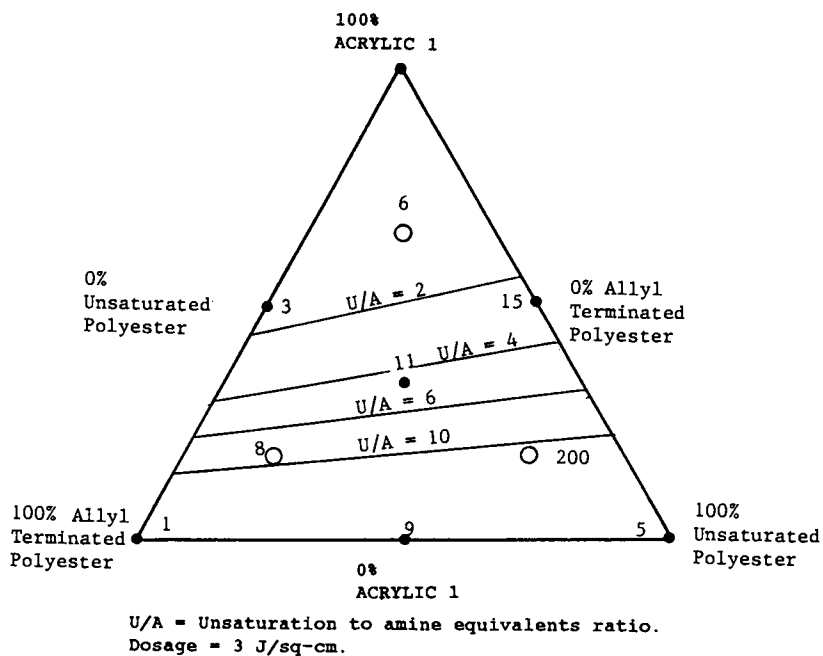 100%
ACRYLIC 1
6
0%
Unsaturated
Polyester
3
U/A = 2
15
0% Allyl
Terminated
Polyester
11
U/A = 4
U/A = 6
U/A = 10
8
200
100% Allyl
Terminated
Polyester
1
9
5
100%
Unsaturated
Polyester
0%
ACRYLIC 1
U/A = Unsaturation to amine equivalents ratio.
Dosage = 3 J/sq-cm.